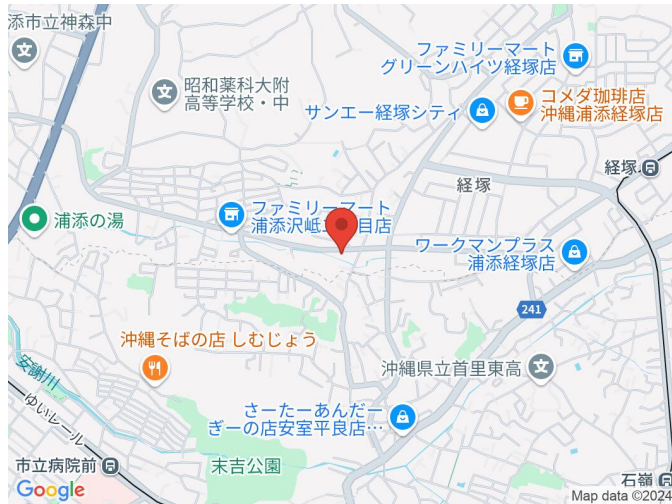 添市立神森中
ファミリーマート
グリーンハイツ経塚店
昭和薬科大附
高等学校・中
コメダ珈琲店
沖縄浦添経塚店
サンエー経塚シティ
経塚
経塚
ファミリーマート
浦添沢岻二丁目店
浦添の湯
ワークマンプラス
浦添経塚店
241
沖縄そばの店 しむじょう
沖縄県立首里東高
安謝川
ゆいレール
さーたーあんだー
ぎーの店安室平良店…
市立病院前
末吉公園
石嶺
Google
Map data ©202